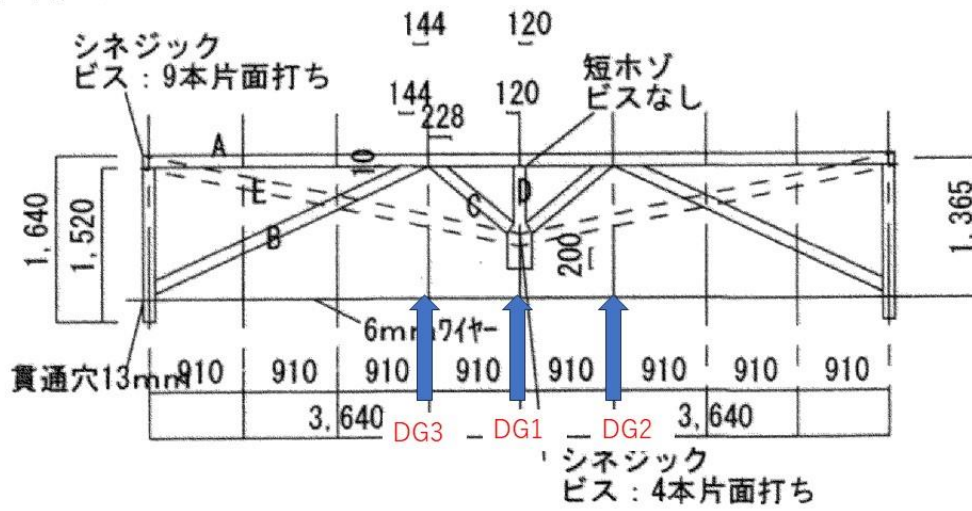 144 120
シネジック
ビス：9本片面打ち
短ホゾ
ビスなし
144 120
228
A
10
E
C
D
B
1,640
1,520
1,365
200
6mmワイヤー
貫通穴13mm
910 910 910 910 910 910 910 910
3,640 3,640
DG3 DG1 DG2
シネジック
ビス：4本片面打ち